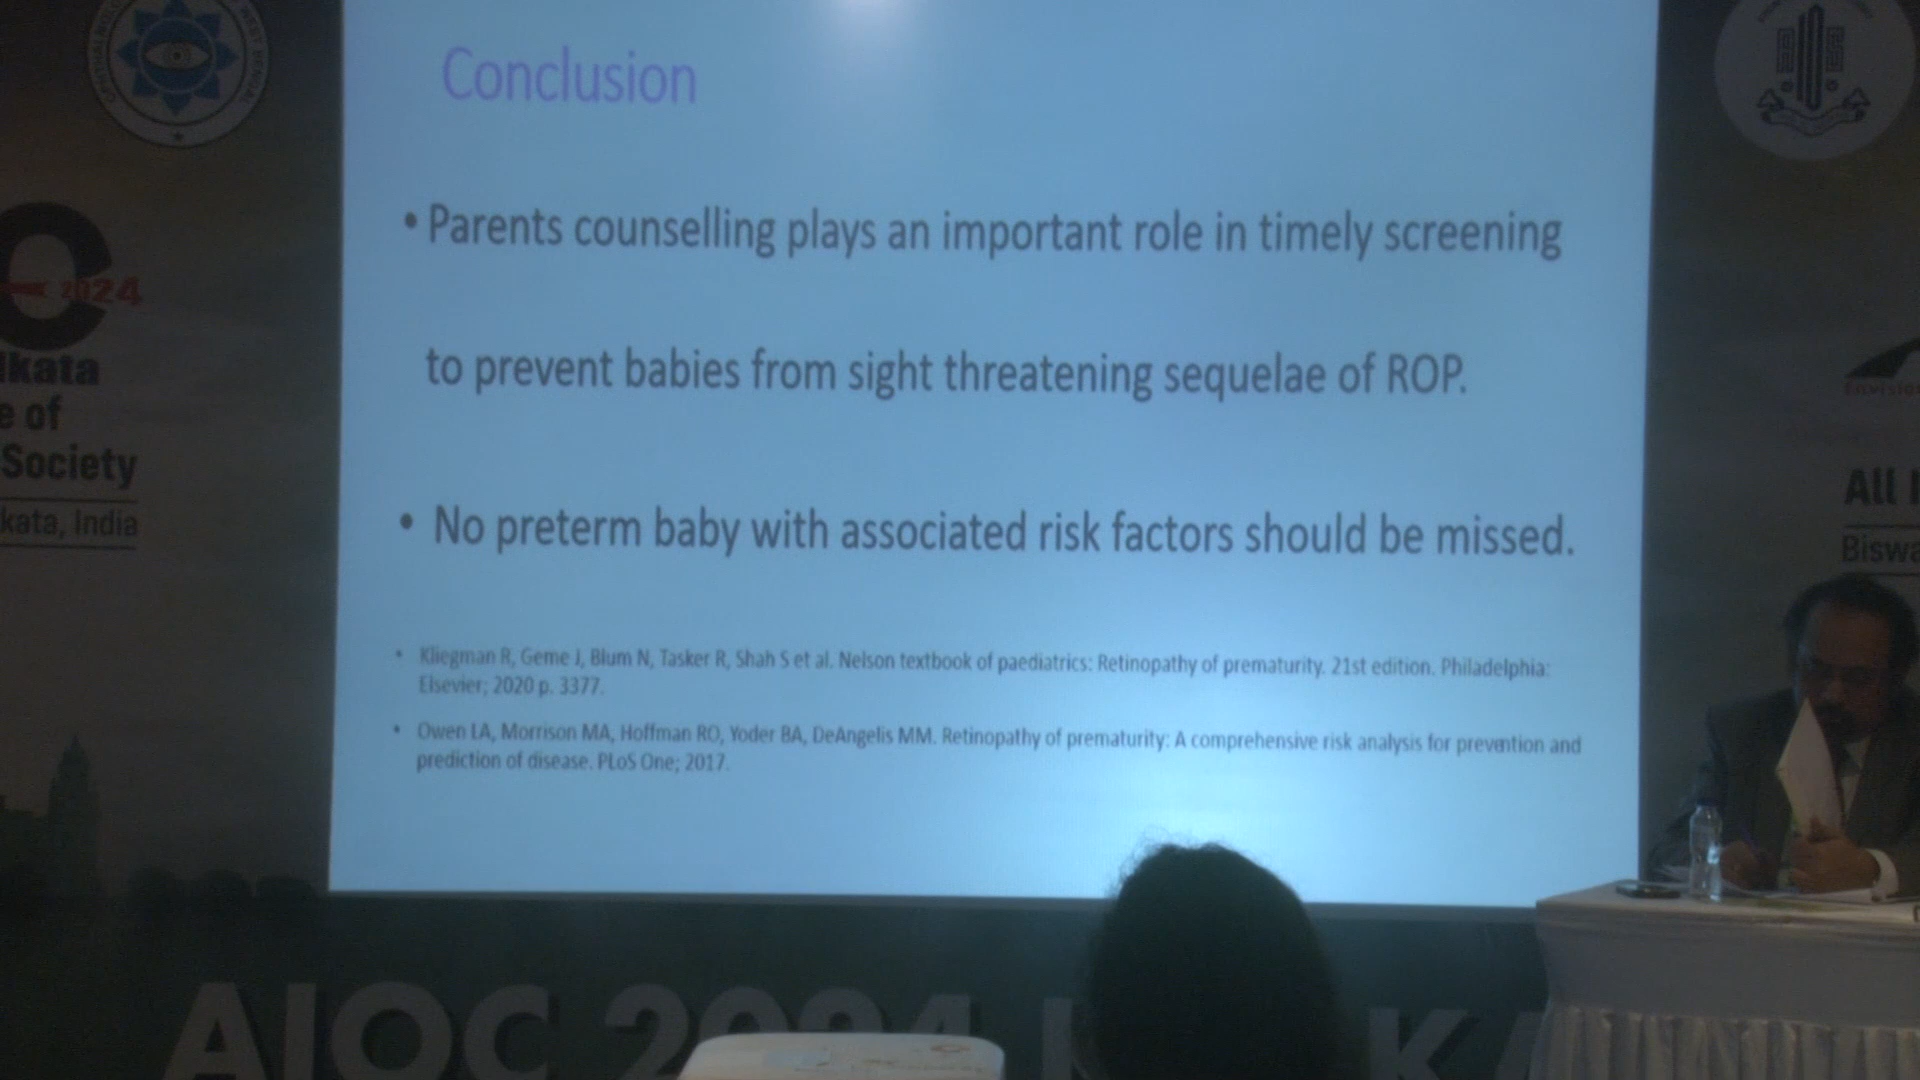 Conclusion
• Parents counselling plays an important role in timely screening
to prevent babies from sight threatening sequelae of ROP.
• No preterm baby with associated risk factors should be missed.
• Kliegman R, Geme J, Blum N, Tasker R, Shah S et al. Nelson textbook of paediatrics: Retinopathy of prematurity. 21st edition. Philadelphia:
Elsevier; 2020 p. 3377.
• Owen LA, Morrison MA, Hoffman RO, Yoder BA, DeAngelis MM. Retinopathy of prematurity: A comprehensive risk analysis for prevention and
prediction of disease. PLoS One; 2017.
C
2024
lkata
e of
Society
kata, India
Envision
All I
Biswa
AIOC 2024 K